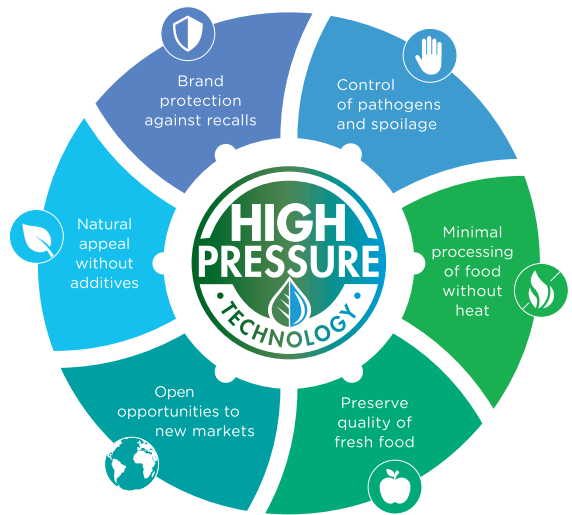 Brand
protection
against recalls
Control
of pathogens
and spoilage
Natural
appeal
without
additives
HIGH
PRESSURE
• TECHNOLOGY •
Minimal
processing
of food
without
heat
Open
opportunities to
new markets
Preserve
quality of
fresh food